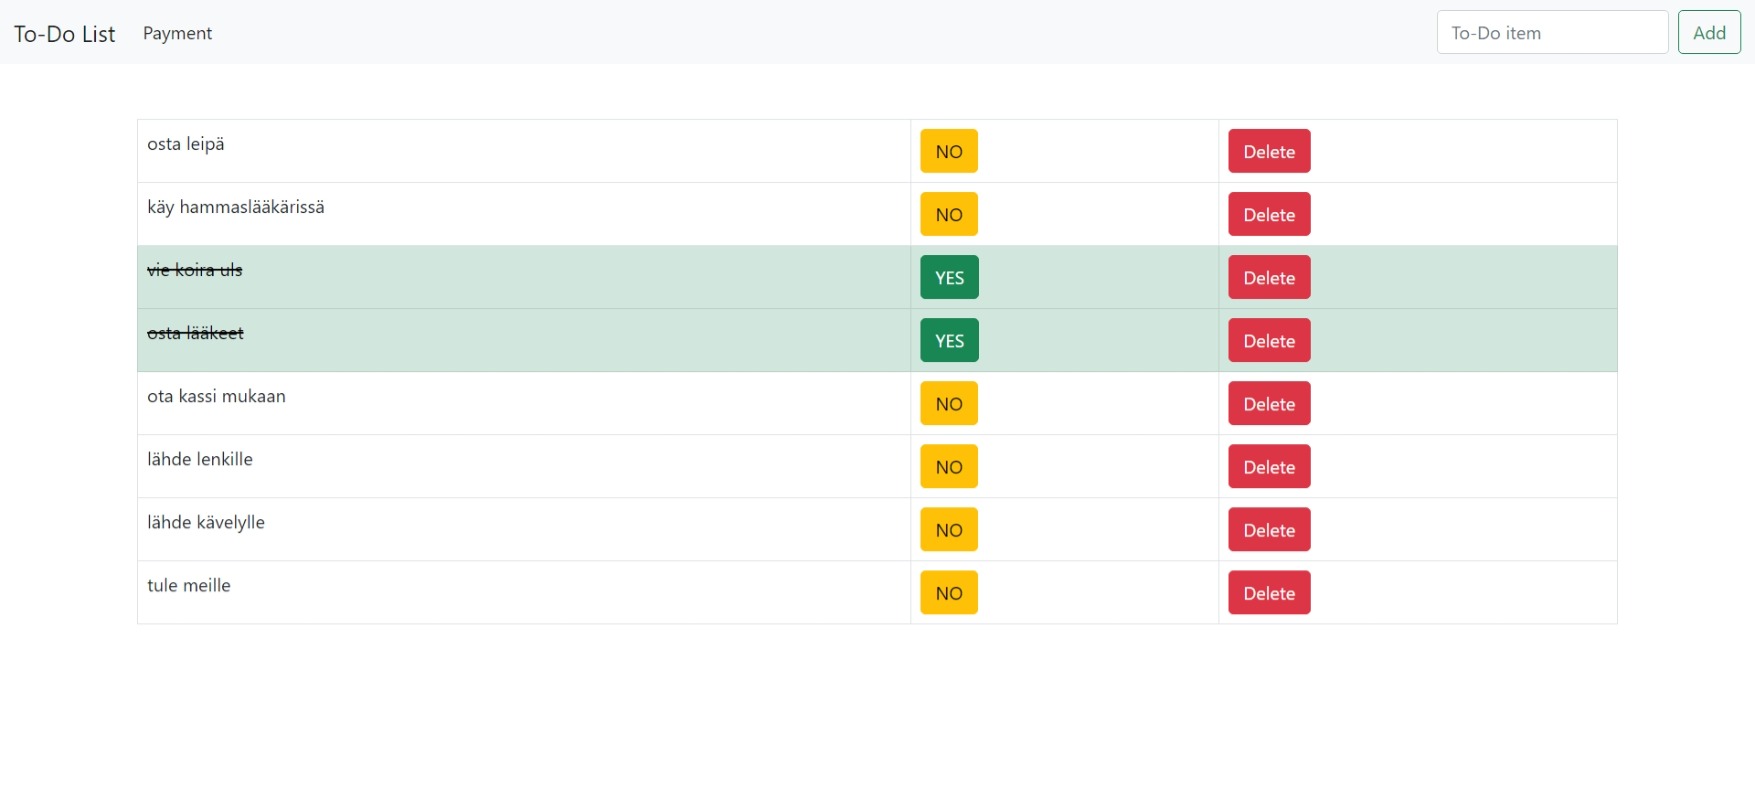 To-Do List Payment To-Do item Add
osta leipä NO Delete
käy hammaslääkärissä NO Delete
vie koira uls YES Delete
osta lääkeet YES Delete
ota kassi mukaan NO Delete
lähde lenkille NO Delete
lähde kävelylle NO Delete
tule meille NO Delete